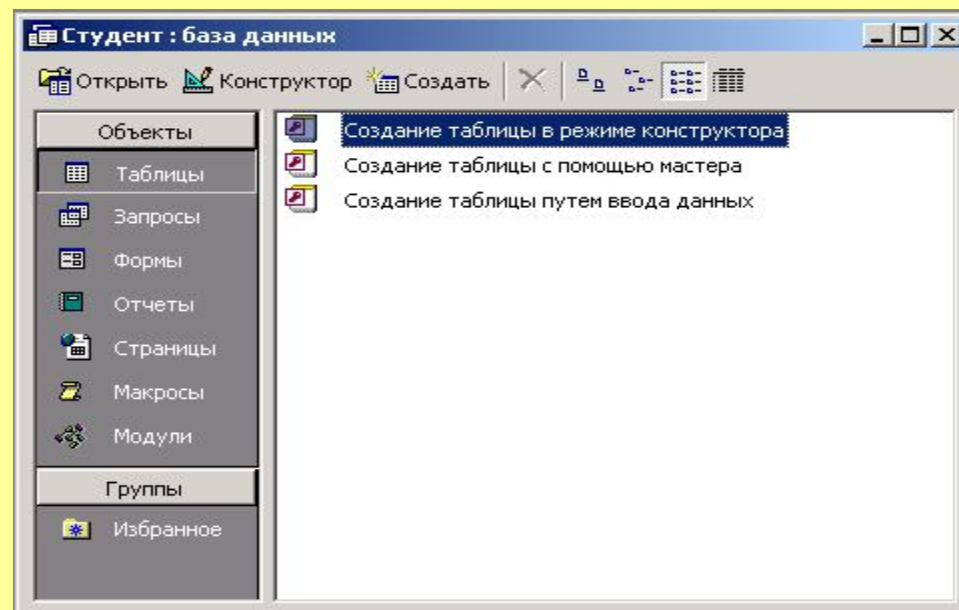 Студент : база данных
Открыть Конструктор Создать
Объекты
Таблицы
Запросы
Формы
Отчеты
Страницы
Макросы
Модули
Группы
Избранное
Создание таблицы в режиме конструктора
Создание таблицы с помощью мастера
Создание таблицы путем ввода данных